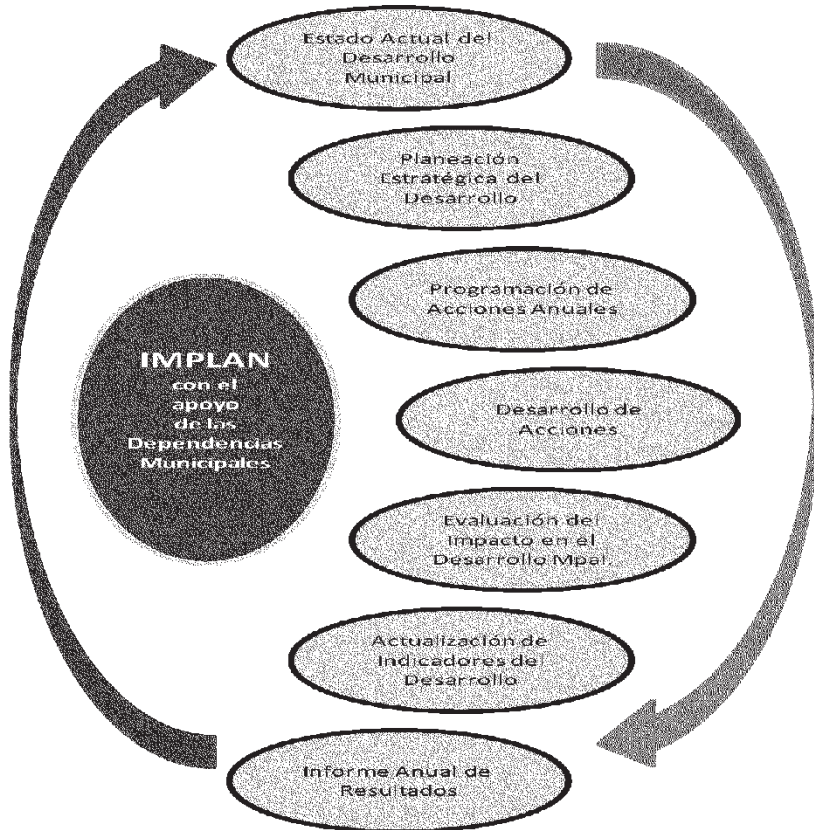 Estado Actual del
Desarrollo
Municipal
Planeación
Estratégica del
Desarrollo
Programación de
Acciones Anuales
IMPLAN
con el
apoyo
de las
Dependencias
Municipales
Desarrollo de
Acciones
Evaluación del
Impacto en el
Desarrollo Mpal.
Actualización de
Indicadores de
Desarrollo
Informe Anual de
Resultados